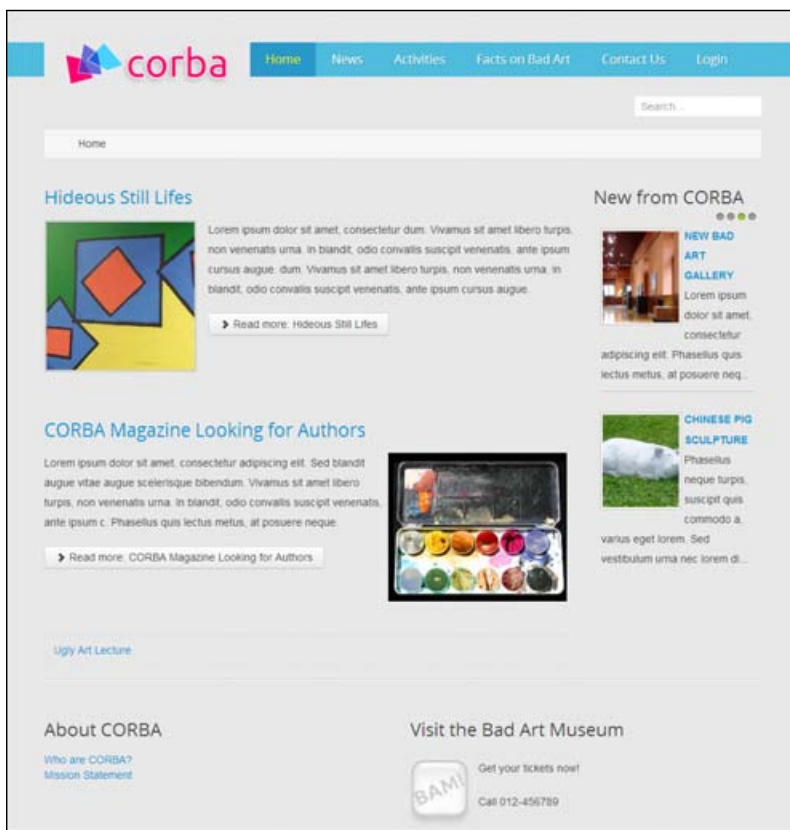 corba
Home News Activities Facts on Bad Art Contact Us Login
Search...
Home
Hideous Still Lifes
Lorem ipsum dolor sit amet, consectetur dum. Vivamus sit amet libero turpis,
non venenatis urna. In blandit, odio convallis suscipit venenatis, ante ipsum
cursus augue. dum. Vivamus sit amet libero turpis, non venenatis urna. In
blandit, odio convallis suscipit venenatis, ante ipsum cursus augue.
Read more: Hideous Still Lifes
CORBA Magazine Looking for Authors
Lorem ipsum dolor sit amet, consectetur adipiscing elit. Sed blandit
augue vitae augue scelerisque bibendum. Vivamus sit amet libero
turpis, non venenatis urna. In blandit, odio convallis suscipit venenatis,
ante ipsum c. Phasellus quis lectus metus, at posuere neque.
Read more: CORBA Magazine Looking for Authors
Ugly Art Lecture
New from CORBA
NEW BAD
ART
GALLERY
Lorem ipsum
dolor sit amet,
consectetur
adipiscing elit. Phasellus quis
lectus metus, at posuere neq...
CHINESE PIG
SCULPTURE
Phasellus
neque turpis,
suscipit quis
commodo a,
varius eget lorem. Sed
vestibulum urna nec lorem di...
About CORBA
Who are CORBA?
Mission Statement
Visit the Bad Art Museum
BAM!
Get your tickets now!
Call 012-456789